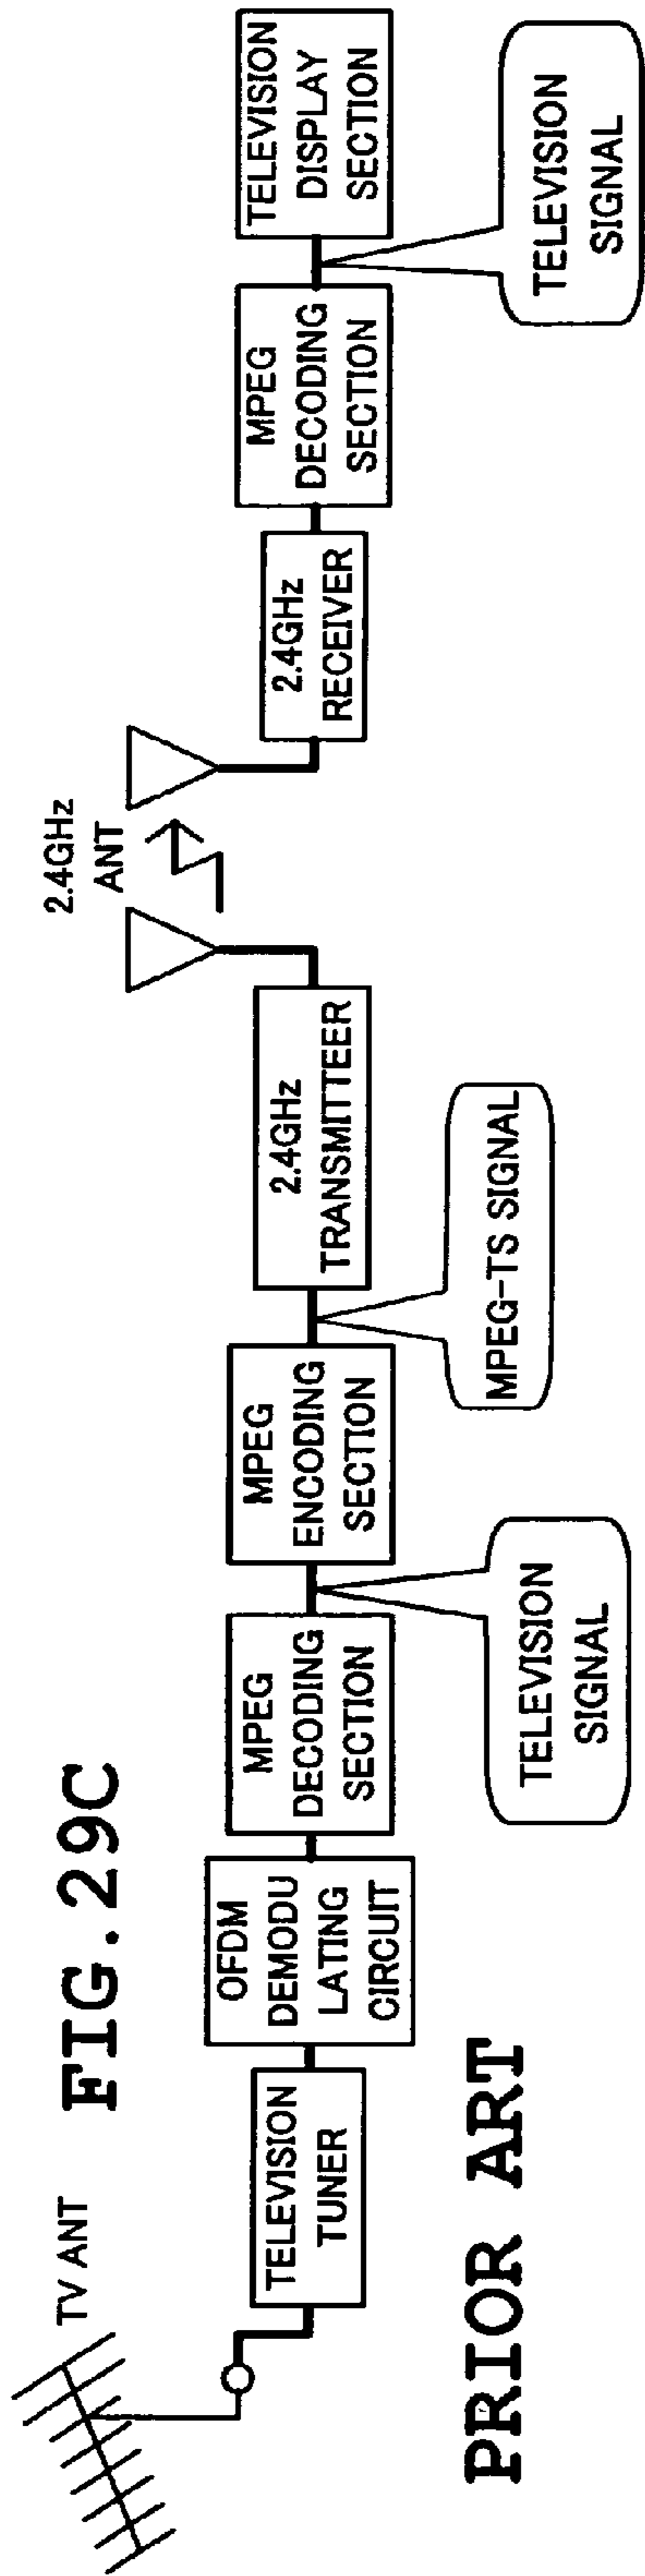 FIG.29C
TV ANT
TELEVISION
TUNER
OFDM
DEMODU
LATING
CIRCUIT
MPEG
DECODING
SECTION
TELEVISION
SIGNAL
MPEG
ENCODING
SECTION
MPEG-TS SIGNAL
2.4GHz
TRANSMITTEER
2.4GHz
ANT
2.4GHz
RECEIVER
MPEG
DECODING
SECTION
TELEVISION
SIGNAL
TELEVISION
DISPLAY
SECTION
PRIOR ART